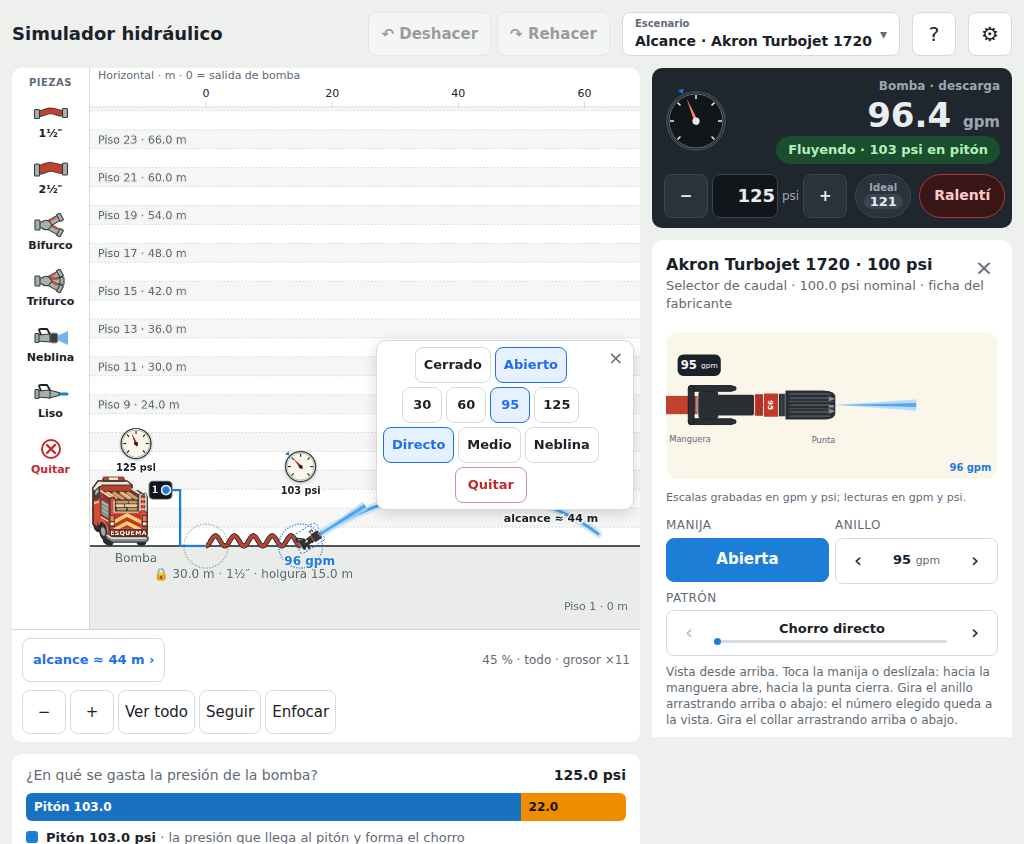 Simulador hidráulico
↶ Deshacer
↷ Rehacer
Escenario
Alcance · Akron Turbojet 1720 ▾
?
⚙
PIEZAS
1½″
2½″
Bifurco
Trifurco
Neblina
Liso
Quitar
Horizontal · m · 0 = salida de bomba
0 20 40 60
Piso 23 · 66.0 m
Piso 21 · 60.0 m
Piso 19 · 54.0 m
Piso 17 · 48.0 m
Piso 15 · 42.0 m
Piso 13 · 36.0 m
Piso 11 · 30.0 m
Piso 9 · 24.0 m
Cerrado Abierto ×
30 60 95 125
Directo Medio Neblina
Quitar
125 psI
103 psi
1
ESQUEMA
alcance ≈ 44 m
Bomba
96 gpm
🔒 30.0 m · 1½″ · holgura 15.0 m
Piso 1 · 0 m
alcance ≈ 44 m ›
45 % · todo · grosor ×11
− + Ver todo Seguir Enfocar
¿En qué se gasta la presión de la bomba?
125.0 psi
Pitón 103.0
22.0
Pitón 103.0 psi · la presión que llega al pitón y forma el chorro
Bomba · descarga
96.4 gpm
Fluyendo · 103 psi en pitón
− 125 psi +
Ideal
121
Ralentí
Akron Turbojet 1720 · 100 psi ×
Selector de caudal · 100.0 psi nominal · ficha del
fabricante
95 gpm
95
Manguera
Punta
96 gpm
Escalas grabadas en gpm y psi; lecturas en gpm y psi.
MANIJA
ANILLO
Abierta
‹ 95 gpm ›
PATRÓN
‹ Chorro directo ›
Vista desde arriba. Toca la manija o deslízala: hacia la
manguera abre, hacia la punta cierra. Gira el anillo
arrastrando arriba o abajo: el número elegido queda a
la vista. Gira el collar arrastrando arriba o abajo.